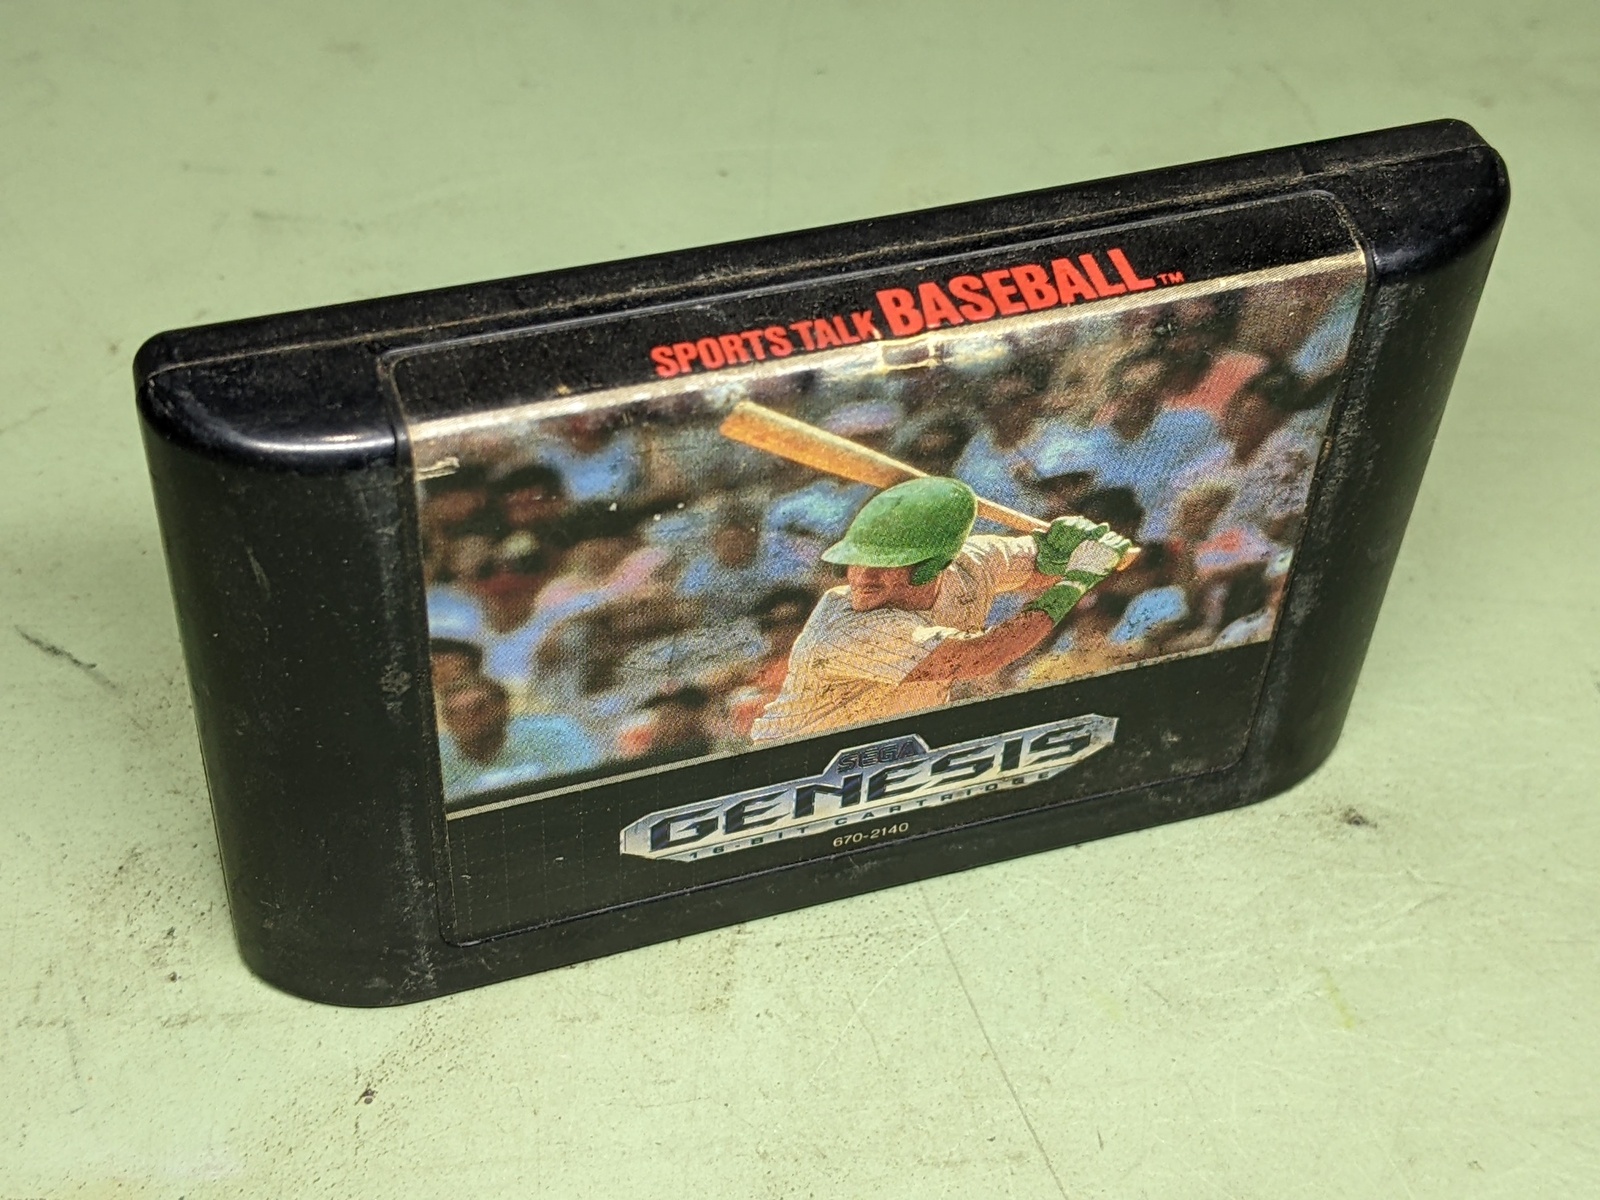 SPORTS TALK BASEBALL™
SEGA
GENESIS
16-BIT CARTRIDGE
670-2140